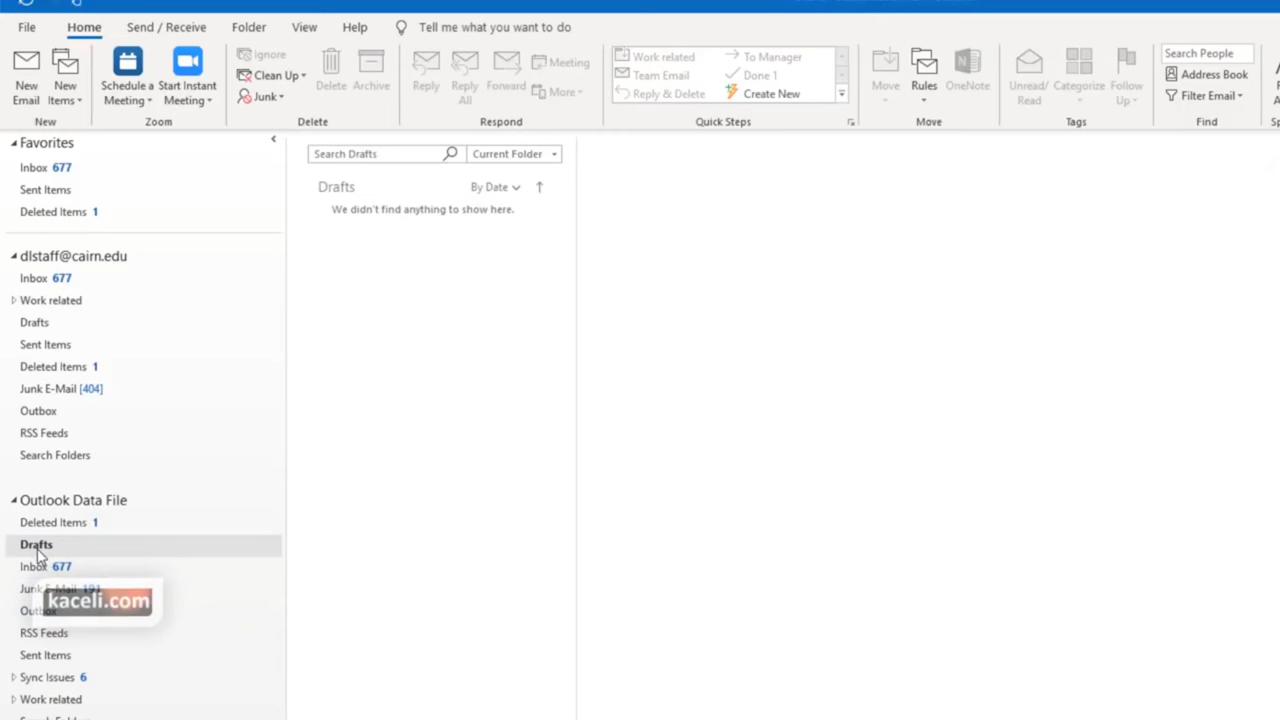 File Home Send / Receive Folder View Help Tell me what you want to do
New Email
New Items
New
Schedule a Meeting
Start Instant Meeting
Zoom
Ignore
Clean Up
Junk
Delete
Archive
Delete
Reply
Reply All
Forward
Meeting
More
Respond
Work related
Team Email
Reply & Delete
To Manager
Done 1
Create New
Quick Steps
Move
Rules
OneNote
Move
Unread/ Read
Categorize
Follow Up
Tags
Search People
Address Book
Filter Email
Find
Favorites
Inbox 677
Sent Items
Deleted Items 1
dlstaff@cairn.edu
Inbox 677
Work related
Drafts
Sent Items
Deleted Items 1
Junk E-Mail [404]
Outbox
RSS Feeds
Search Folders
Outlook Data File
Deleted Items 1
Drafts
Inbox 677
Junk E-Mail 191
kaceli.com
Outbox
RSS Feeds
Sent Items
Sync Issues 6
Work related
Search Drafts
Current Folder
Drafts
By Date
We didn't find anything to show here.